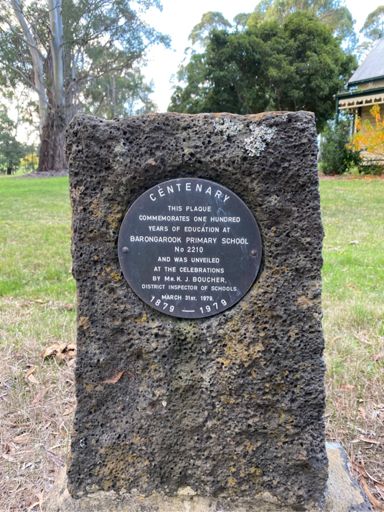 CENTENARY
THIS PLAQUE
COMMEMORATES ONE HUNDRED
YEARS OF EDUCATION AT
BARONGAROOK PRIMARY SCHOOL
No 2210
AND WAS UNVEILED
AT THE CELEBRATIONS
BY MR. K. J. BOUCHER,
DISTRICT INSPECTOR OF SCHOOLS.
MARCH 31ST. 1979.
1879 — 1979